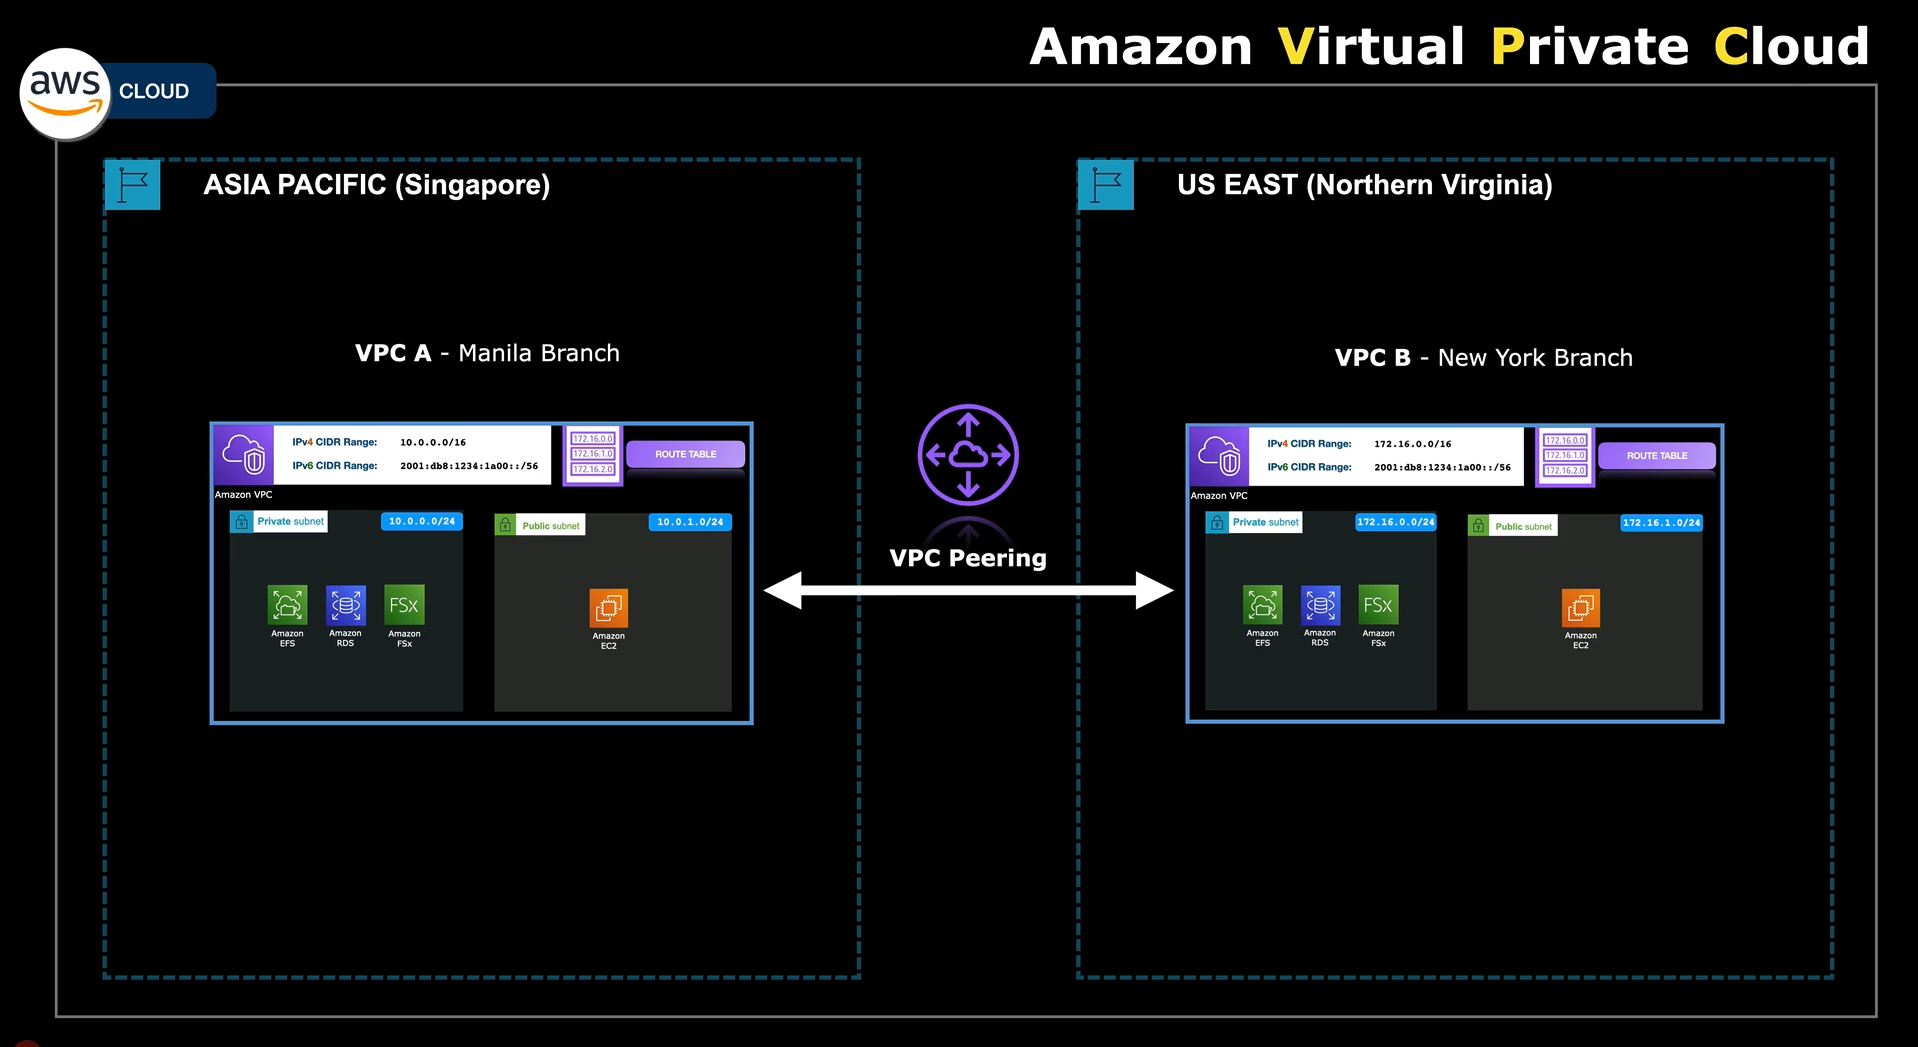 Amazon Virtual Private Cloud
aws
CLOUD
ASIA PACIFIC (Singapore)
VPC A - Manila Branch
IPv4 CIDR Range: 10.0.0.0/16
IPv6 CIDR Range: 2001:db8:1234:1a00::/56
172.16.0.0
172.16.1.0
172.16.2.0
ROUTE TABLE
Amazon VPC
Private subnet
10.0.0.0/24
Public subnet
10.0.1.0/24
FSx
Amazon
EFS
Amazon
RDS
Amazon
FSx
Amazon
EC2
VPC Peering
US EAST (Northern Virginia)
VPC B - New York Branch
IPv4 CIDR Range: 172.16.0.0/16
IPv6 CIDR Range: 2001:db8:1234:1a00::/56
172.16.0.0
172.16.1.0
172.16.2.0
ROUTE TABLE
Amazon VPC
Private subnet
172.16.0.0/24
Public subnet
172.16.1.0/24
FSx
Amazon
EFS
Amazon
RDS
Amazon
FSx
Amazon
EC2